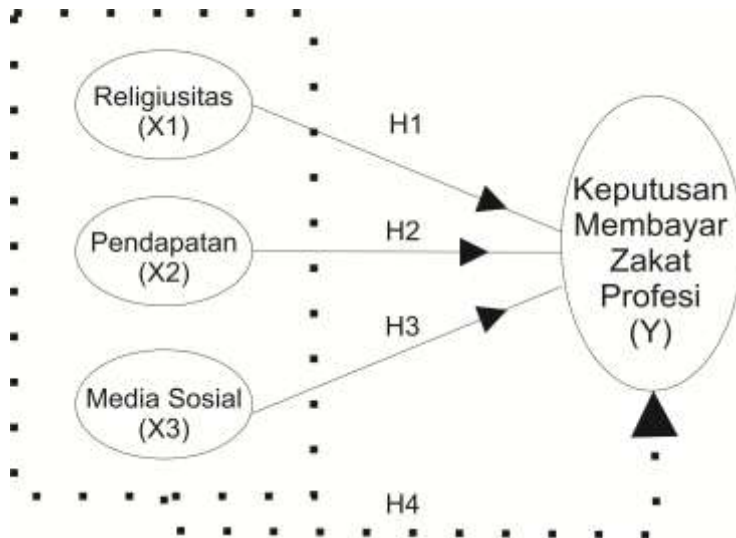 Religiusitas
(X1)
H1
Pendapatan
(X2)
H2
Media Sosial
(X3)
H3
Keputusan
Membayar
Zakat
Profesi
(Y)
H4